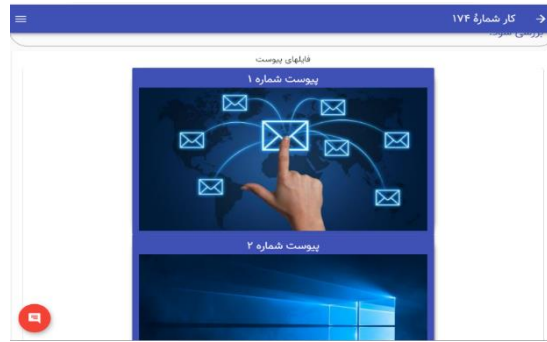 کار شمارهٔ ۱۷۴
فایلهای پیوست
پیوست شماره ۱
پیوست شماره ۲